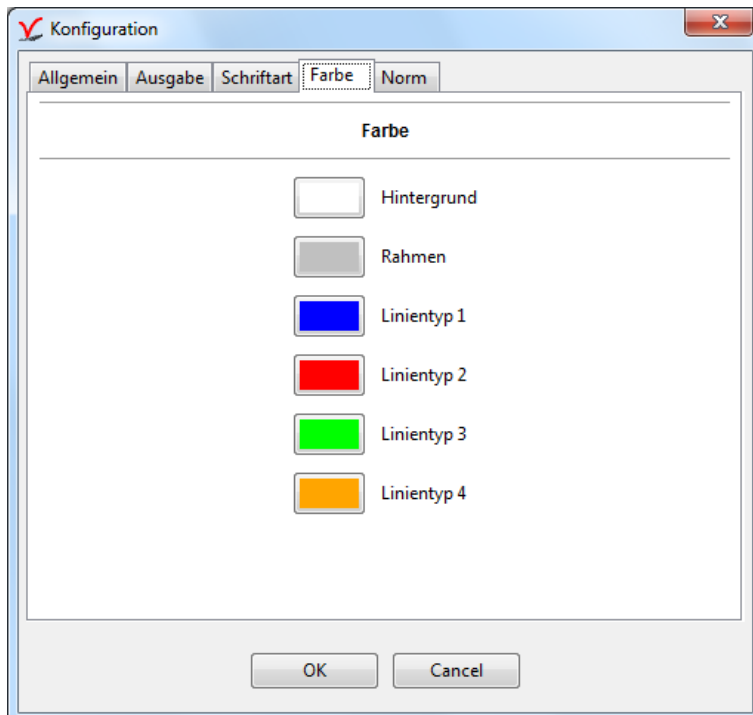 Konfiguration
Allgemein Ausgabe Schriftart Farbe Norm
Farbe
Hintergrund
Rahmen
Linientyp 1
Linientyp 2
Linientyp 3
Linientyp 4
OK Cancel